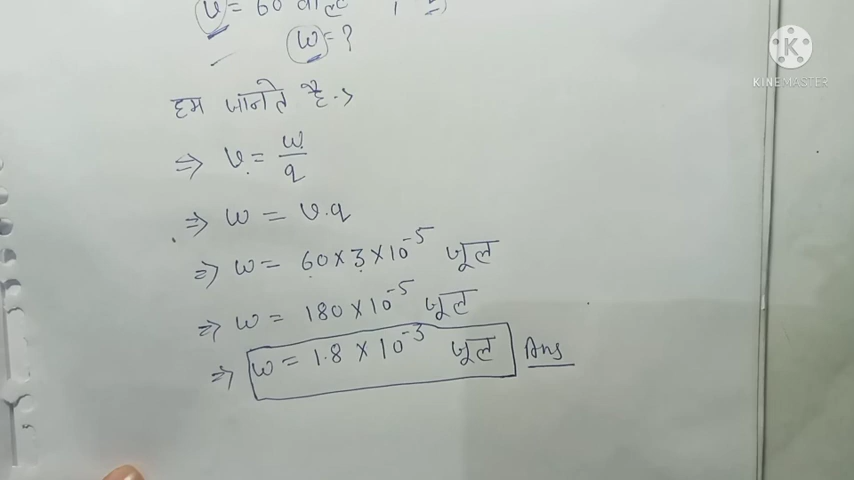 v = 60
w = ?
KINEMASTER
हम जानते है :->
⇒ v = w/q
⇒ w = v.q
⇒ w = 60 × 3 × 10⁻⁵ जूल
⇒ w = 180 × 10⁻⁵ जूल
⇒ w = 1.8 × 10⁻³ जूल Ans